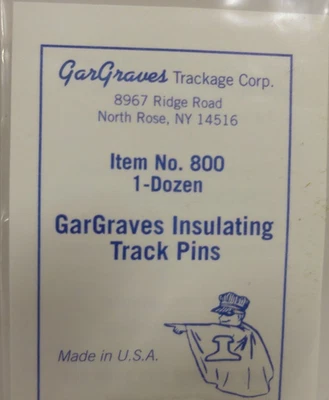 GarGraves Trackage Corp.
8967 Ridge Road
North Rose, NY 14516
Item No. 800
1-Dozen
GarGraves Insulating
Track Pins
Made in U.S.A.